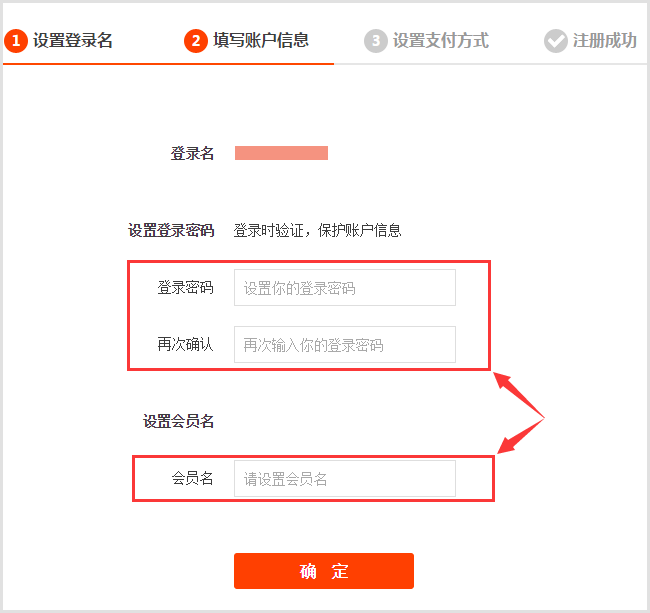 1 设置登录名 2 填写账户信息 3 设置支付方式 注册成功
登录名
设置登录密码 登录时验证，保护账户信息
登录密码 设置你的登录密码
再次确认 再次输入你的登录密码
设置会员名
会员名 请设置会员名
确 定